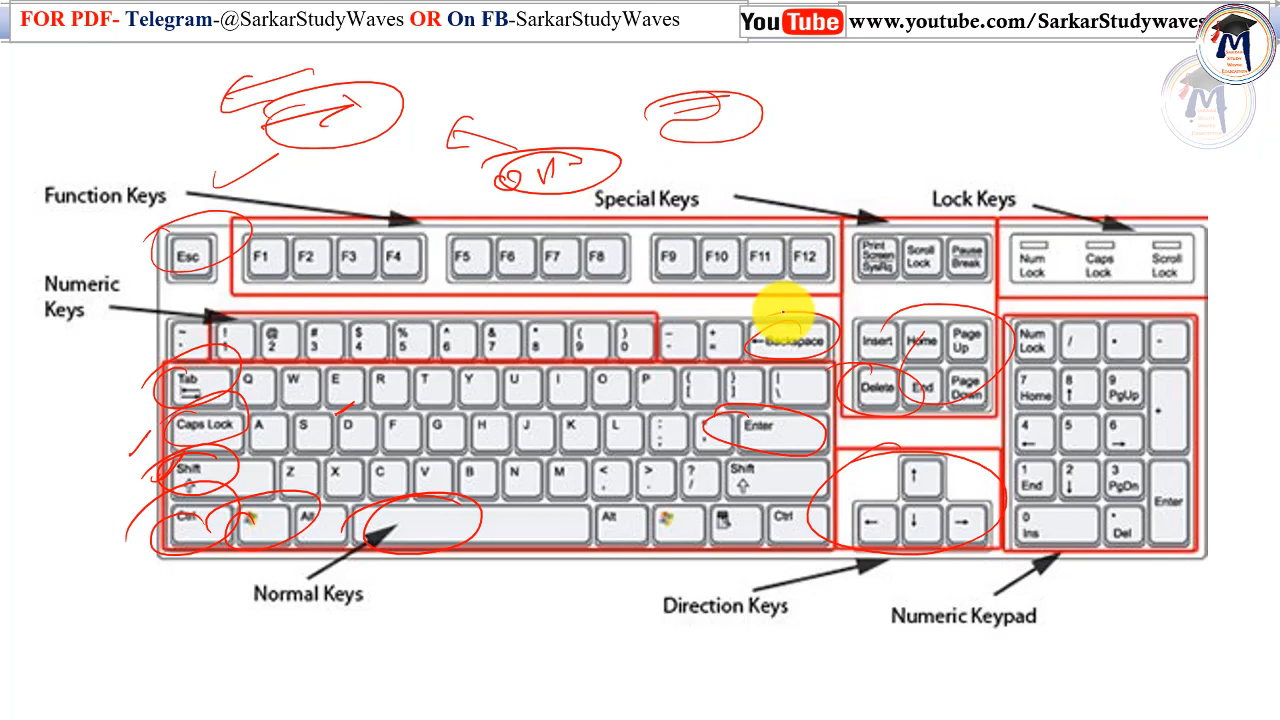 FOR PDF- Telegram-@SarkarStudyWaves OR On FB-SarkarStudyWaves
YouTube www.youtube.com/SarkarStudywaves
SARKAR STUDY WAVES EDUCATION
Function Keys
Special Keys
Lock Keys
Esc F1 F2 F3 F4 F5 F6 F7 F8 F9 F10 F11 F12
Print Screen SysRq Scroll Lock Pause Break
Num Lock Caps Lock Scroll Lock
Numeric Keys
~ ! 1 @ 2 # 3 $ 4 % 5 ^ 6 & 7 * 8 ( 9 ) 0 - + = ←Backspace
Insert Home Page Up
Num Lock / -
Tab Q W E R T Y U I O P { [ } ] | \
Delete End Page Down
7 Home 8 ↑ 9 PgUp +
Caps Lock A S D F G H J K L : ; Enter
4 ← 5 6 →
Shift Z X C V B N M < , > . ? / Shift
↑
1 End 2 ↓ 3 PgDn Enter
Ctrl Alt Alt Ctrl
← ↓ →
0 Ins . Del
Normal Keys
Direction Keys
Numeric Keypad